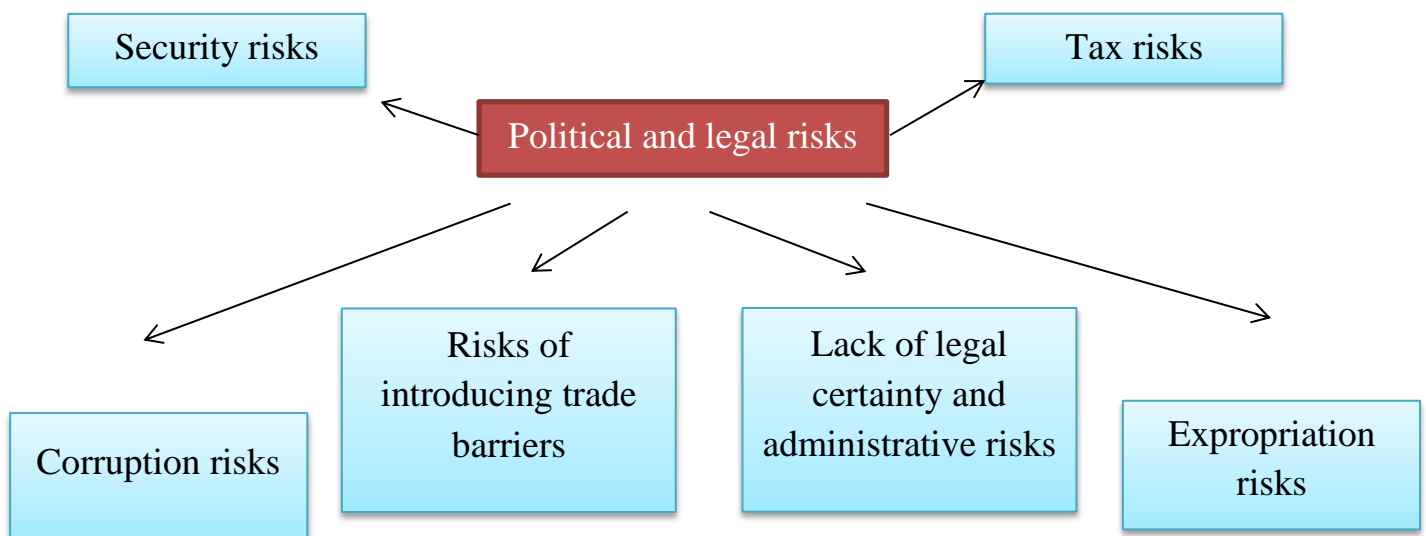 Security risks
Tax risks
Political and legal risks
Corruption risks
Risks of
introducing trade
barriers
Lack of legal
certainty and
administrative risks
Expropriation
risks